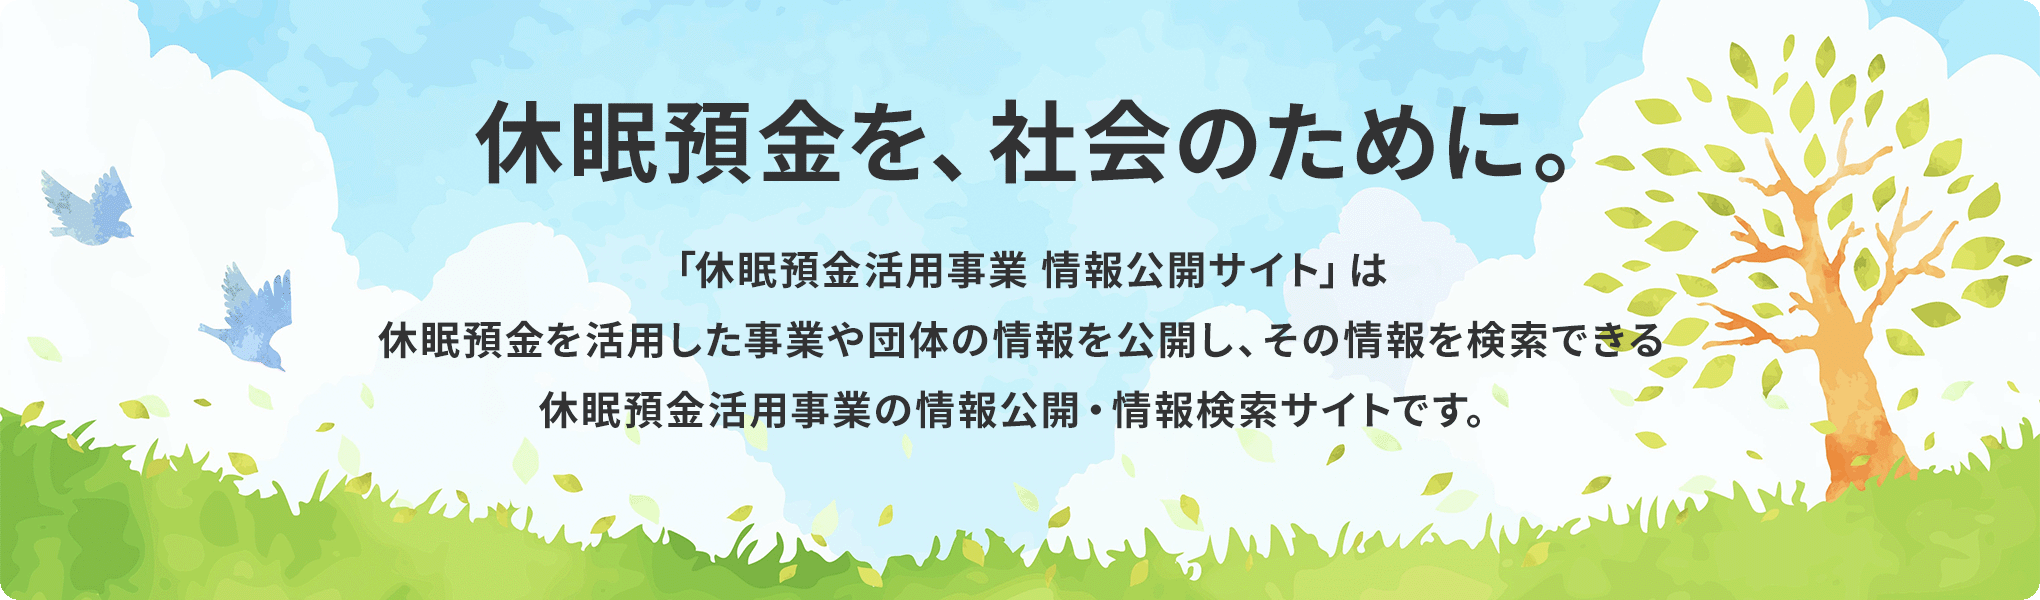 休眠預金を、社会のために。
「休眠預金活用事業 情報公開サイト」は
休眠預金を活用した事業や団体の情報を公開し、その情報を検索できる
休眠預金活用事業の情報公開・情報検索サイトです。